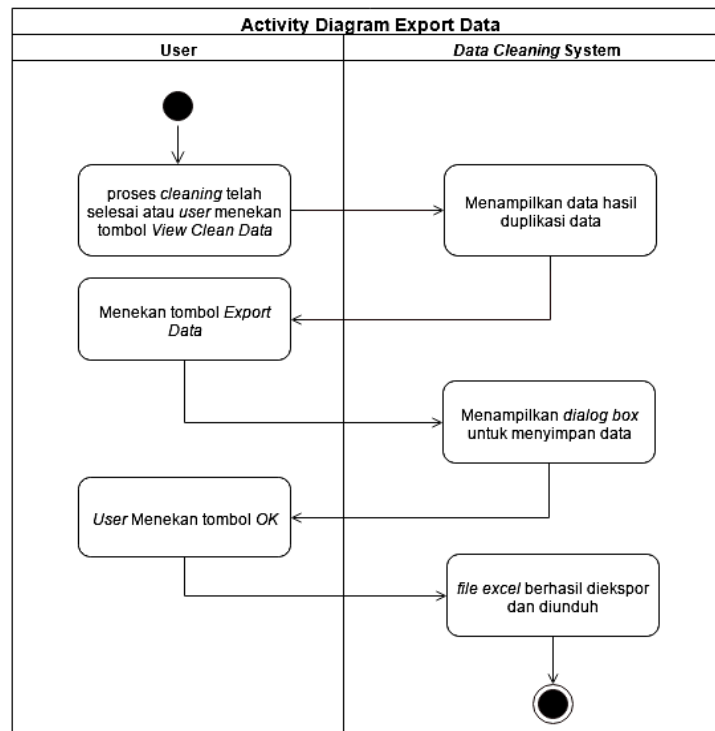 Activity Diagram Export Data
User
Data Cleaning System
proses cleaning telah
selesai atau user menekan
tombol View Clean Data
Menampilkan data hasil
duplikasi data
Menekan tombol Export
Data
Menampilkan dialog box
untuk menyimpan data
User Menekan tombol OK
file excel berhasil diekspor
dan diunduh